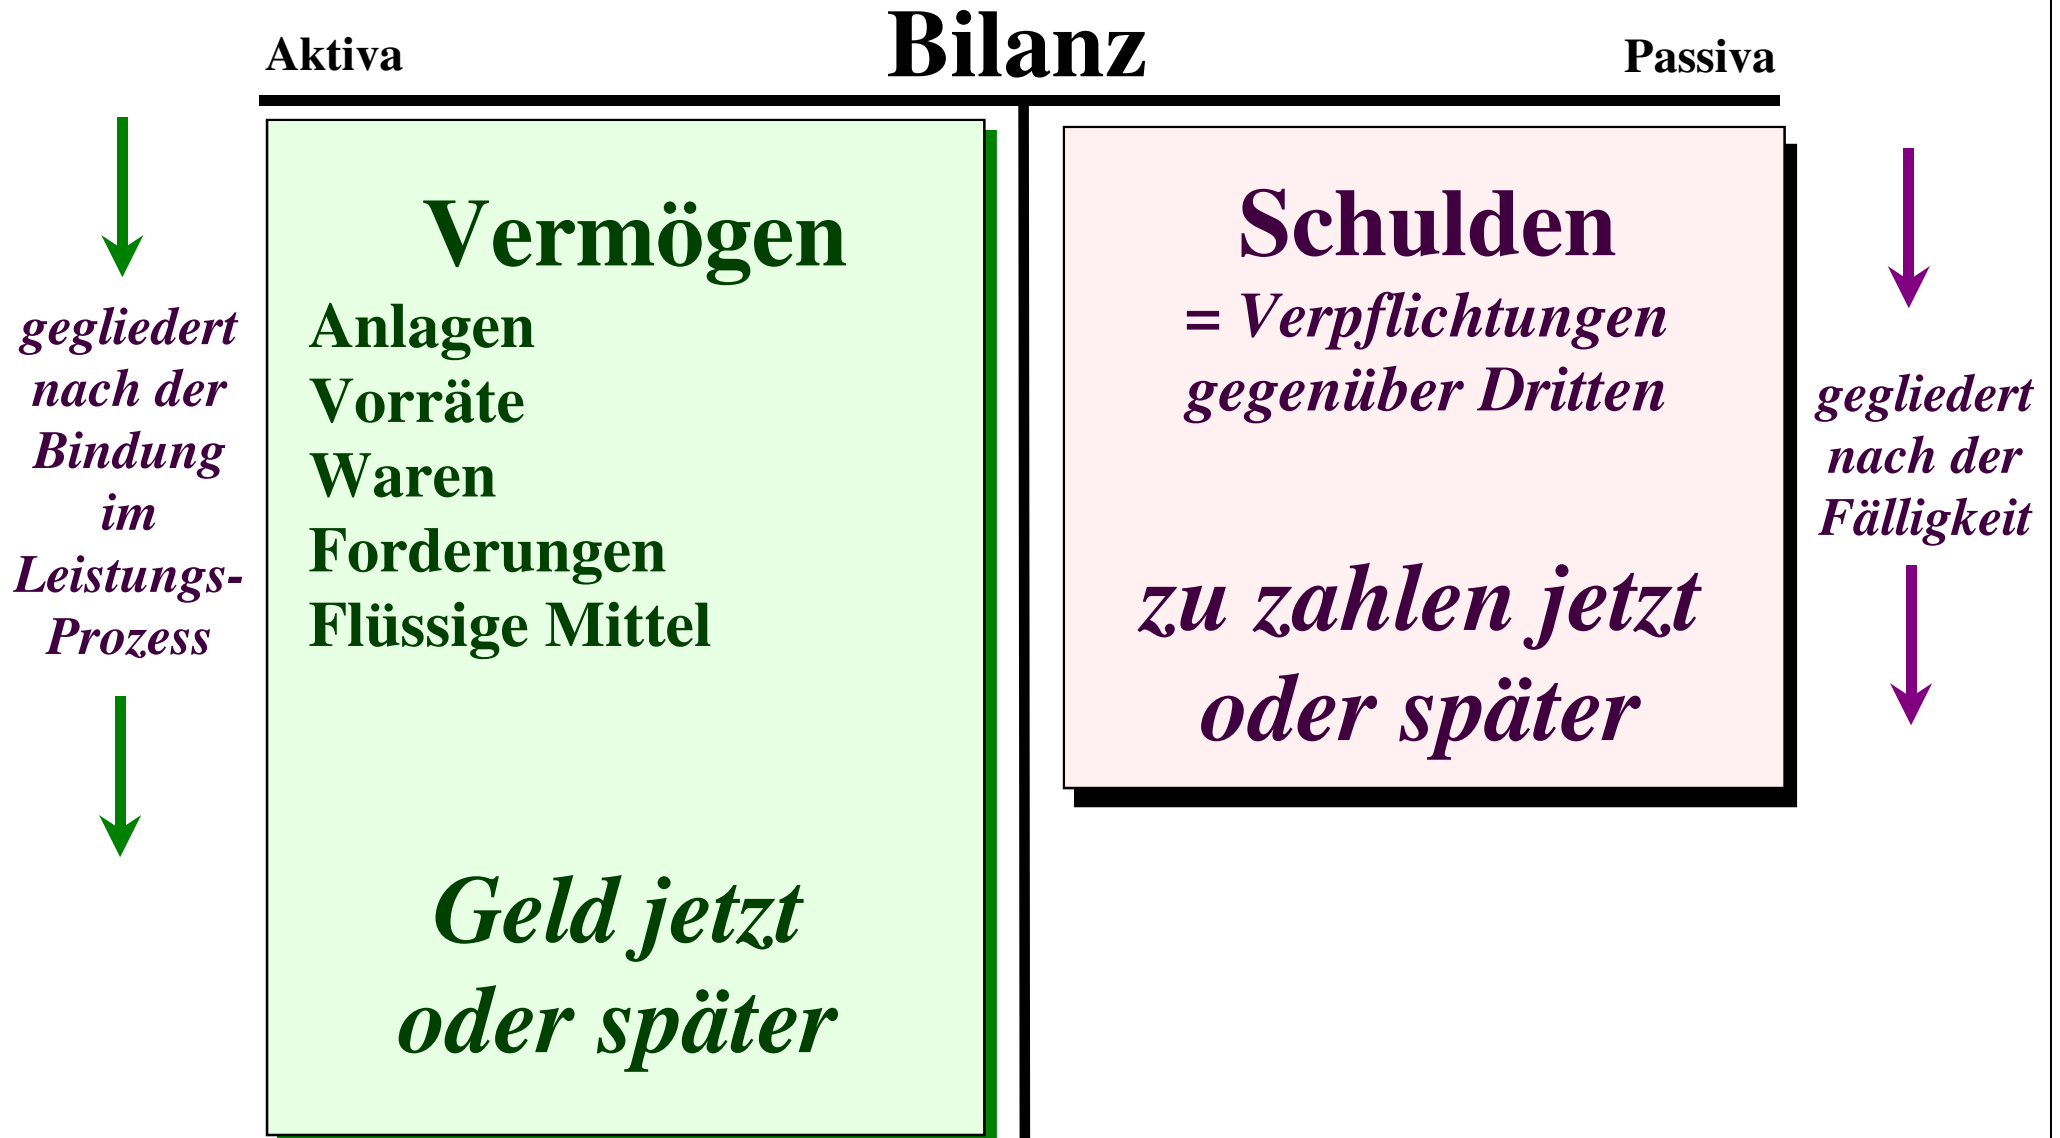 Aktiva
Bilanz
Passiva
gegliedert
nach der
Bindung
im
Leistungs-
Prozess
Vermögen
Anlagen
Vorräte
Waren
Forderungen
Flüssige Mittel
Geld jetzt
oder später
Schulden
= Verpflichtungen
gegenüber Dritten
zu zahlen jetzt
oder später
gegliedert
nach der
Fälligkeit